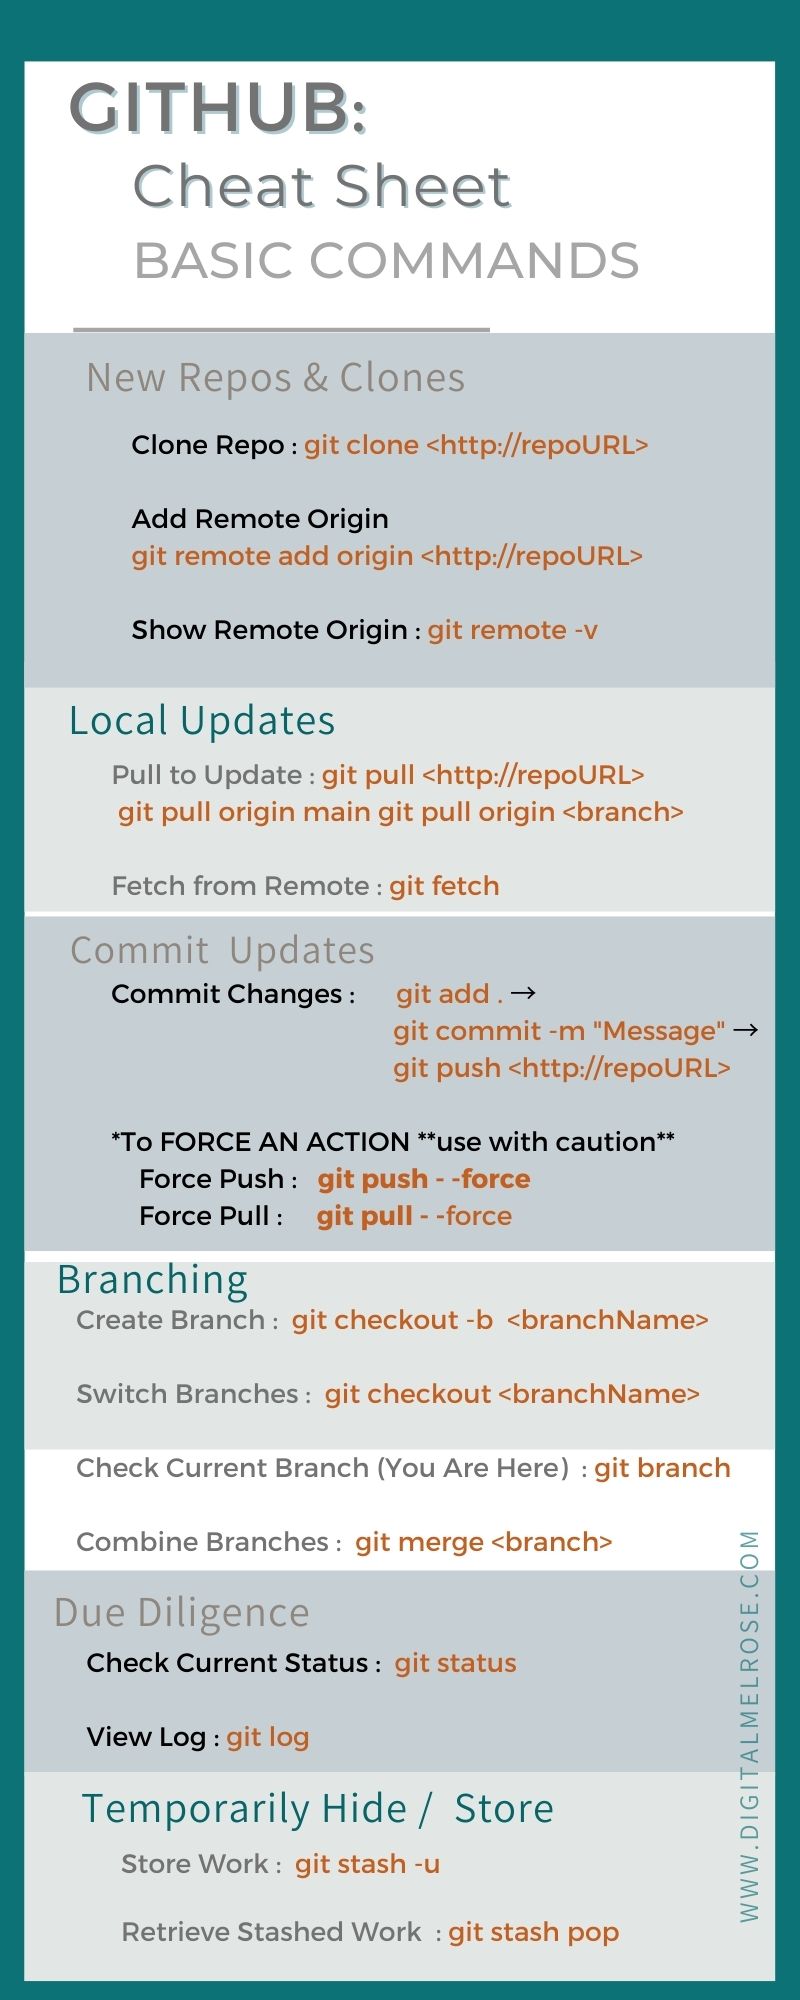 GITHUB:
Cheat Sheet
BASIC COMMANDS
New Repos & Clones
Clone Repo : git clone <http://repoURL>
Add Remote Origin
git remote add origin <http://repoURL>
Show Remote Origin : git remote -v
Local Updates
Pull to Update : git pull <http://repoURL>
git pull origin main git pull origin <branch>
Fetch from Remote : git fetch
Commit Updates
Commit Changes : git add . →
git commit -m "Message" →
git push <http://repoURL>
*To FORCE AN ACTION **use with caution**
Force Push : git push - -force
Force Pull : git pull - -force
Branching
Create Branch : git checkout -b <branchName>
Switch Branches : git checkout <branchName>
Check Current Branch (You Are Here) : git branch
Combine Branches : git merge <branch>
Due Diligence
Check Current Status : git status
View Log : git log
Temporarily Hide / Store
Store Work : git stash -u
Retrieve Stashed Work : git stash pop
WWW.DIGITALMELROSE.COM